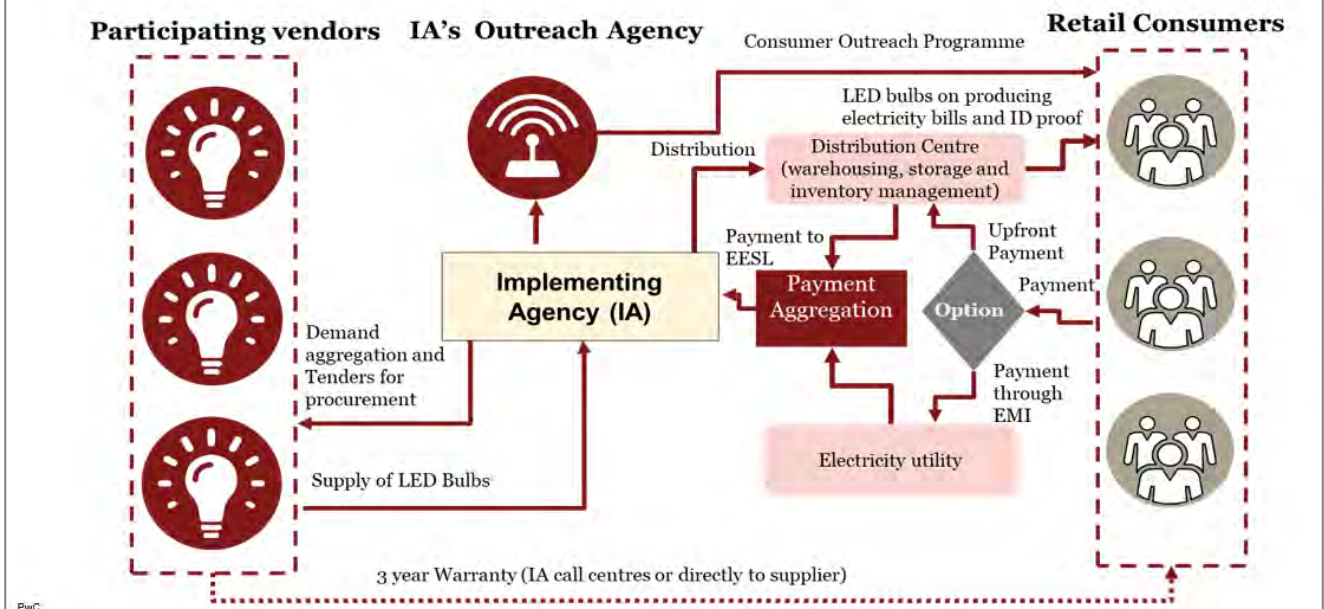 Participating vendors
IA's Outreach Agency
Retail Consumers
Consumer Outreach Programme
LED bulbs on producing
electricity bills and ID proof
Distribution
Distribution Centre
(warehousing, storage and
inventory management)
Payment to
EESL
Upfront
Payment
Implementing
Agency (IA)
Payment
Aggregation
Option
Payment
Demand
aggregation and
Tenders for
procurement
Payment
through
EMI
Electricity utility
Supply of LED Bulbs
3 year Warranty (IA call centres or directly to supplier)
PwC